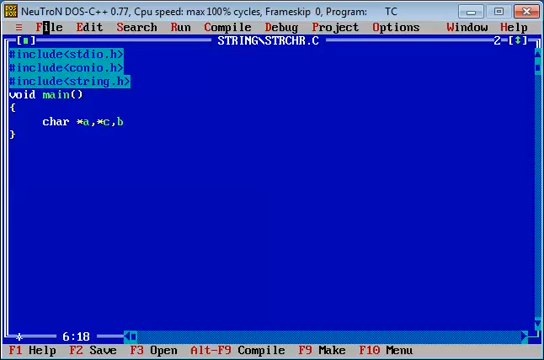 NeuTroN DOS-C++ 0.77, Cpu speed: max 100% cycles, Frameskip 0, Program: TC
≡ File Edit Search Run Compile Debug Project Options Window Help
[■] STRING\STRCHR.C 2=[↕]
#include<stdio.h>
#include<conio.h>
#include<string.h>
void main()
{
char *a,*c,b
}
* 6:18
F1 Help F2 Save F3 Open Alt-F9 Compile F9 Make F10 Menu